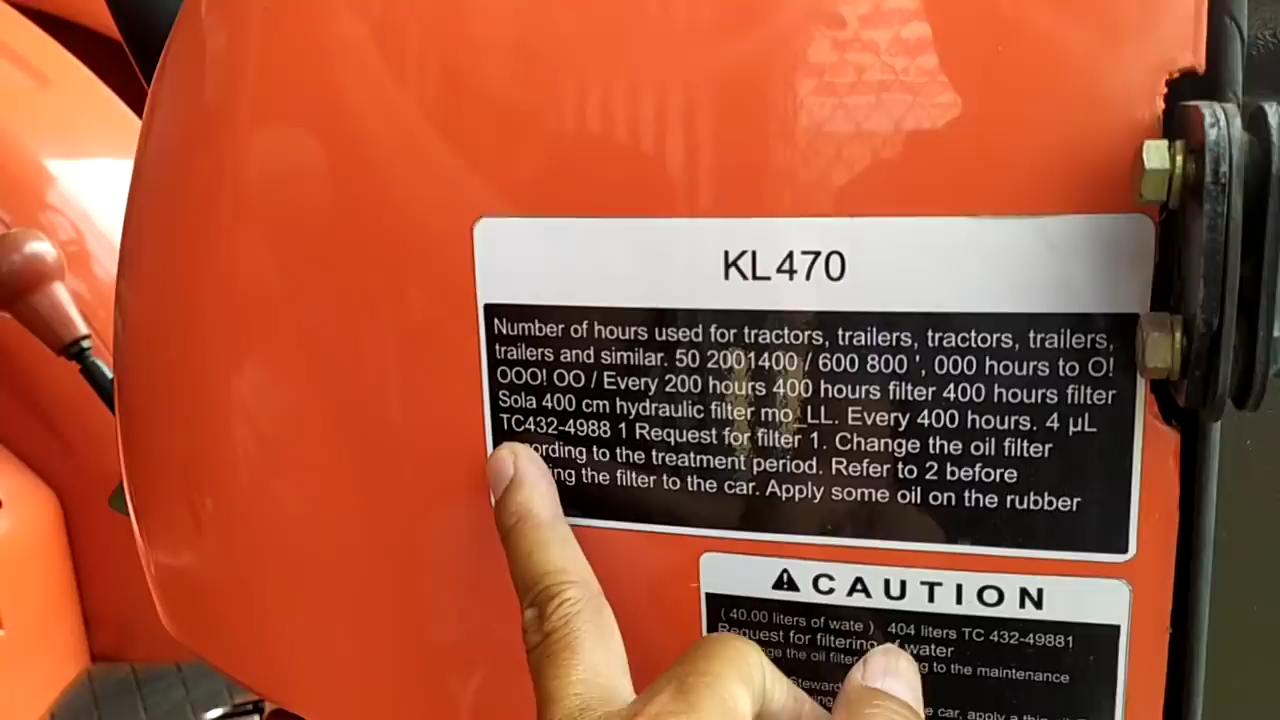 KL470
Number of hours used for tractors, trailers, tractors, trailers,
trailers and similar. 50 2001400 / 600 800 ', 000 hours to O!
OOO! OO / Every 200 hours 400 hours filter 400 hours filter
Sola 400 cm hydraulic filter mo_LL. Every 400 hours. 4 µL
TC432-4988 1 Request for filter 1. Change the oil filter
to the treatment period. Refer to 2 before
the filter to the car. Apply some oil on the rubber
CAUTION
( 40.00 liters of wate ) 404 liters TC 432-49881
Request for filtering of water
the oil filter to the maintenance
car, apply a